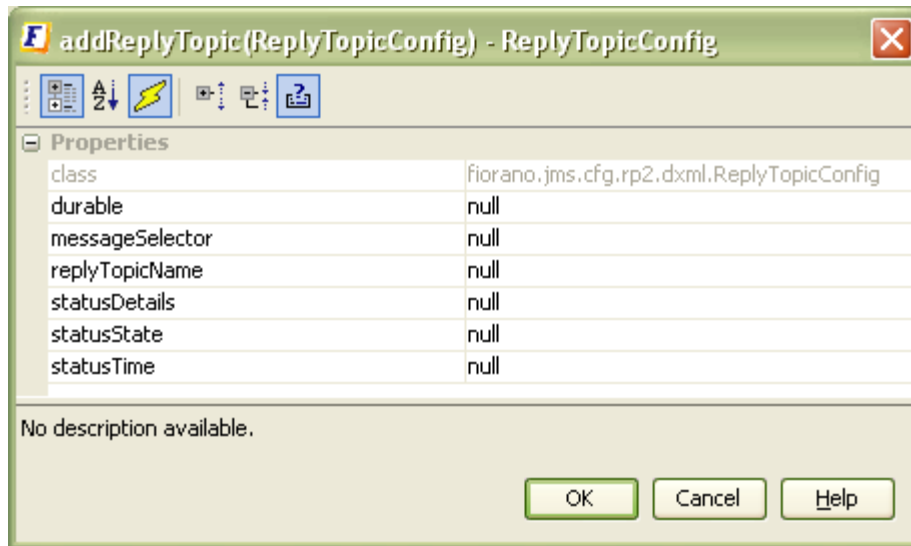 addReplyTopic(ReplyTopicConfig) - ReplyTopicConfig
Properties
class fiorano.jms.cfg.rp2.dxml.ReplyTopicConfig
durable null
messageSelector null
replyTopicName null
statusDetails null
statusState null
statusTime null
No description available.
OK Cancel Help